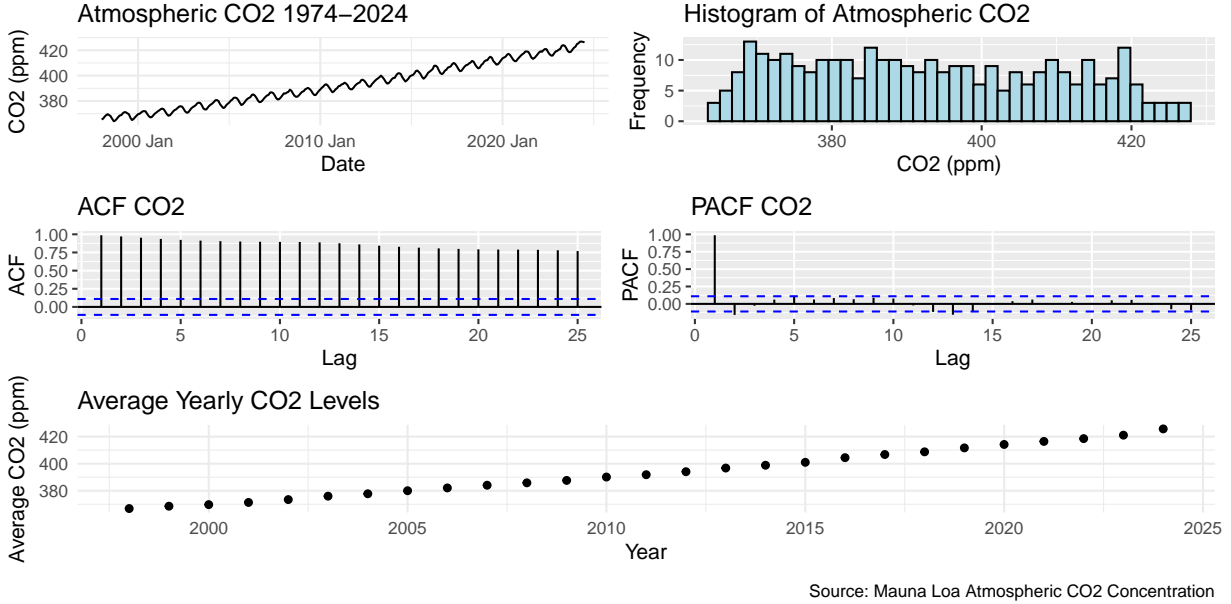 Atmospheric CO2 1974−2024
CO2 (ppm)
420
400
380
2000 Jan 2010 Jan 2020 Jan
Date
Histogram of Atmospheric CO2
Frequency
10
5
0
380 400 420
CO2 (ppm)
ACF CO2
ACF
1.00
0.75
0.50
0.25
0.00
0 5 10 15 20 25
Lag
PACF CO2
PACF
1.00
0.75
0.50
0.25
0.00
0 5 10 15 20 25
Lag
Average Yearly CO2 Levels
Average CO2 (ppm)
420
400
380
2000 2005 2010 2015 2020 2025
Year
Source: Mauna Loa Atmospheric CO2 Concentration